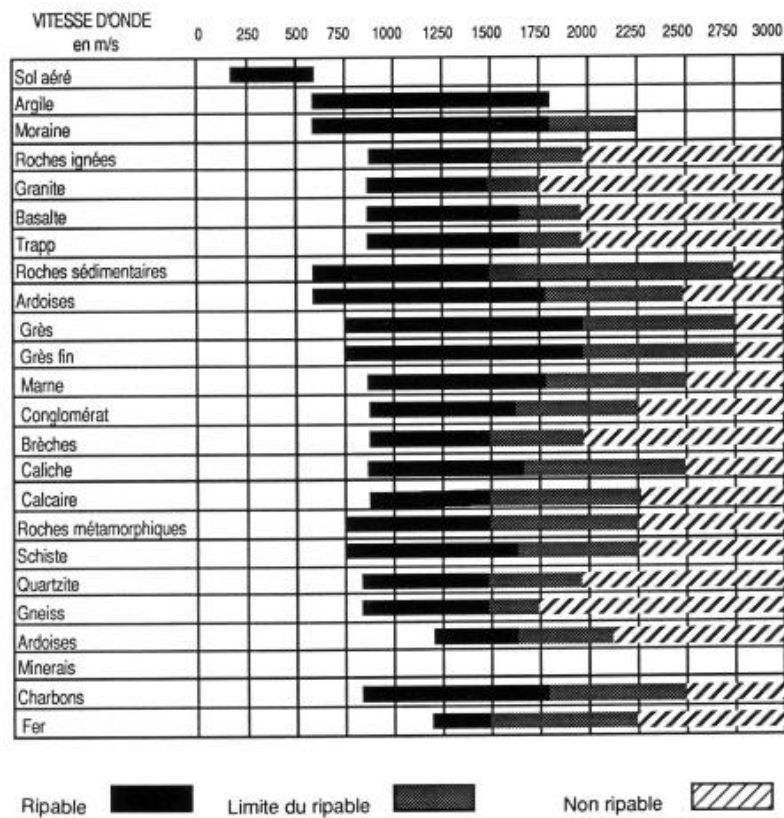 VITESSE D'ONDE
en m/s
0 250 500 750 1000 1250 1500 1750 2000 2250 2500 2750 3000
Sol aéré
Argile
Moraine
Roches ignées
Granite
Basalte
Trapp
Roches sédimentaires
Ardoises
Grès
Grès fin
Marne
Conglomérat
Brèches
Caliche
Calcaire
Roches métamorphiques
Schiste
Quartzite
Gneiss
Ardoises
Minerais
Charbons
Fer
Ripable Limite du ripable Non ripable